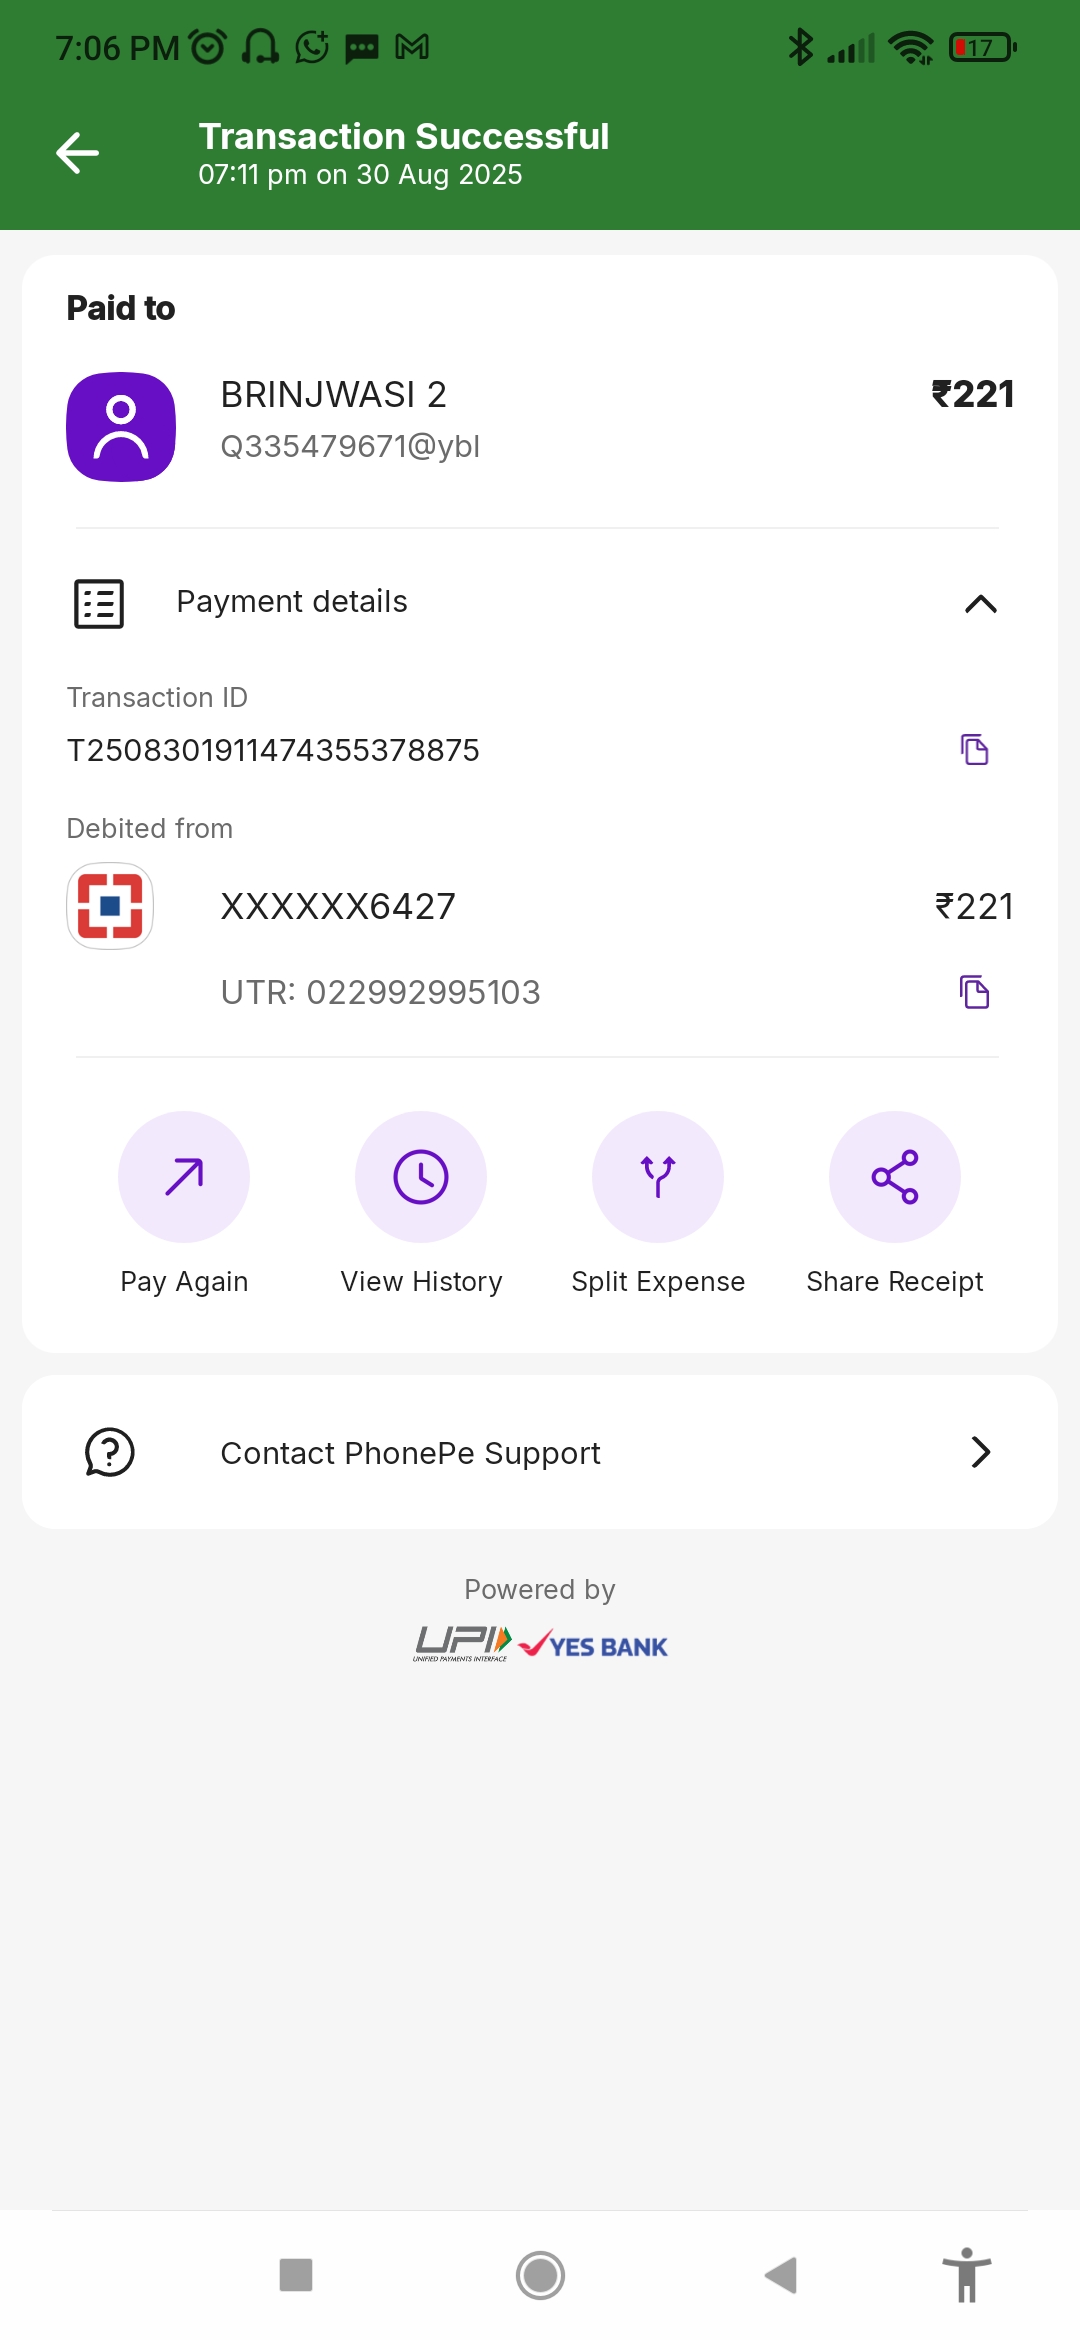 7:06 PM
17
Transaction Successful
07:11 pm on 30 Aug 2025
Paid to
BRINJWASI 2
₹221
Q335479671@ybl
Payment details
Transaction ID
T2508301911474355378875
Debited from
XXXXXX6427
₹221
UTR: 022992995103
Pay Again
View History
Split Expense
Share Receipt
Contact PhonePe Support
Powered by
UPI
UNIFIED PAYMENTS INTERFACE
YES BANK